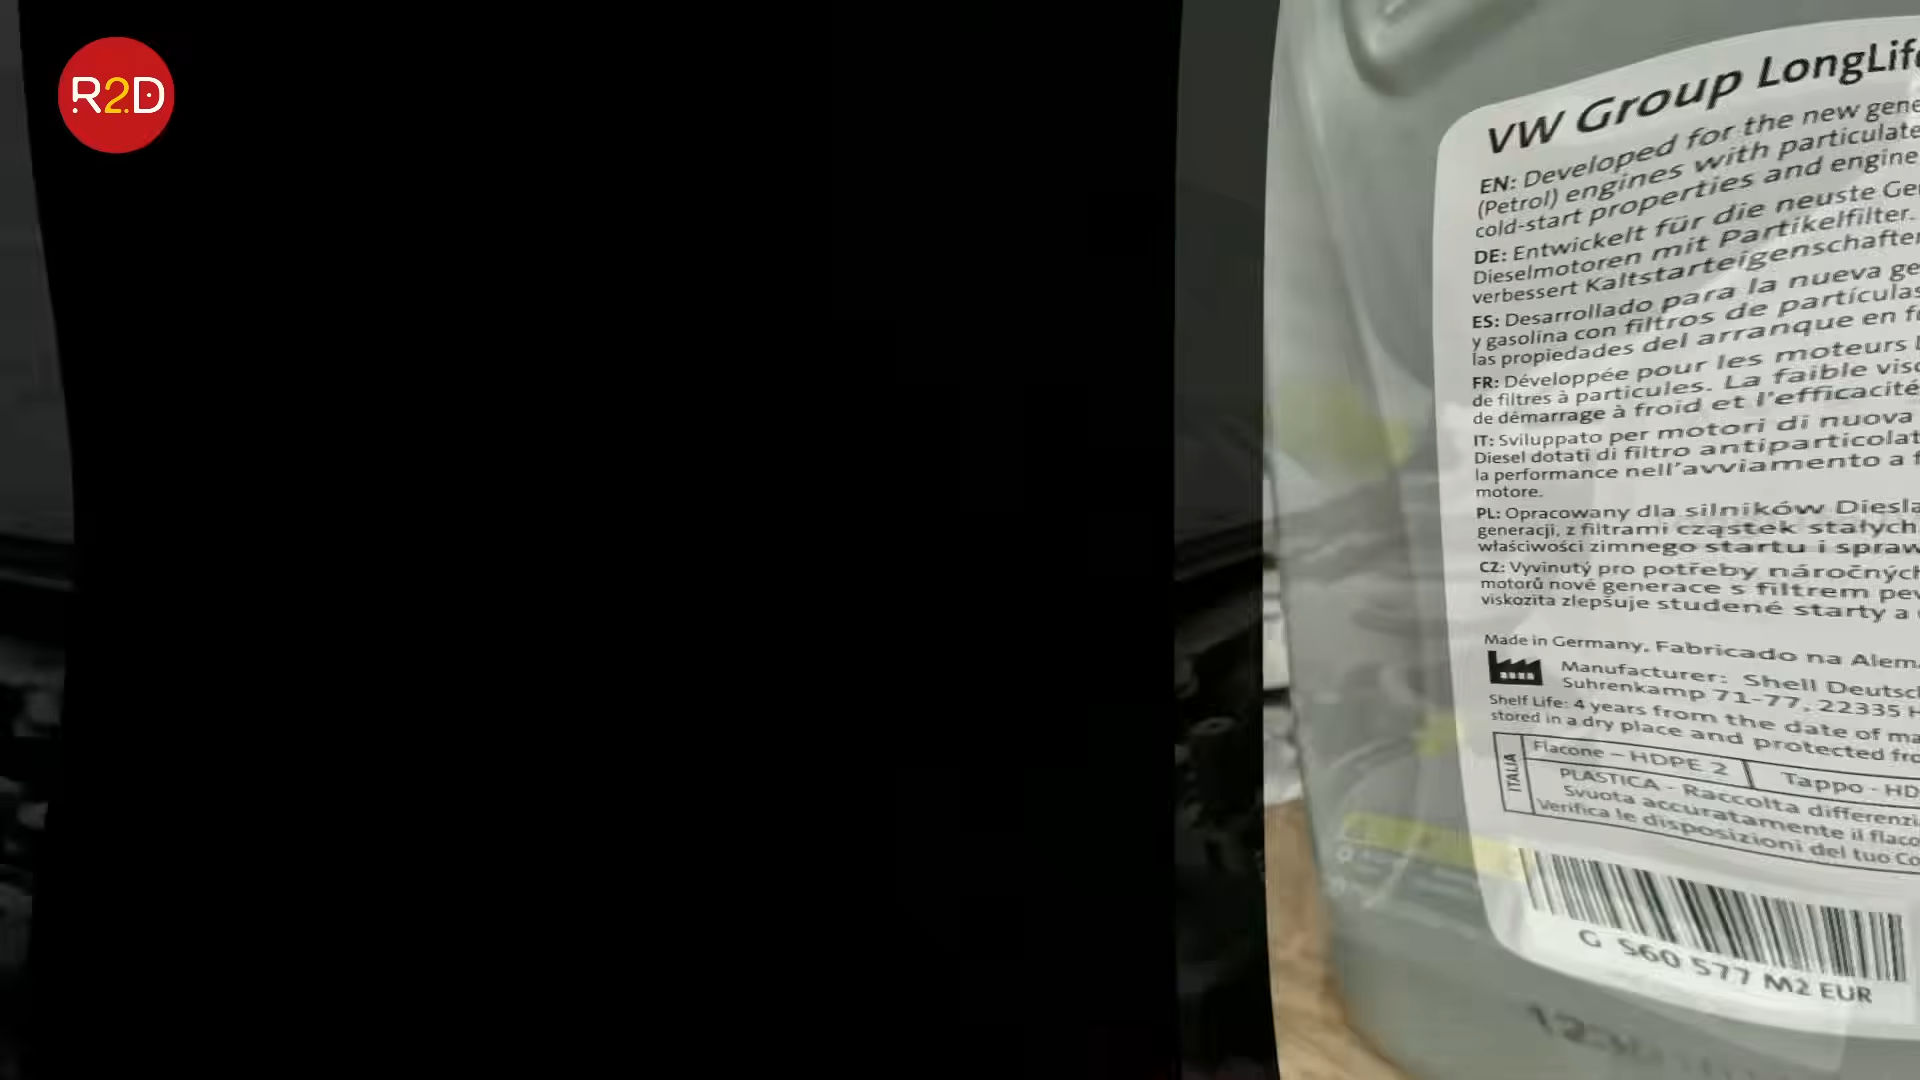 R2D
VW Group LongLife
EN: Developed for the new gene
(Petrol) engines with particulate
cold-start properties and engine
DE: Entwickelt für die neuste Ge
Dieselmotoren mit Partikelfilter.
verbessert Kaltstarteigenschafte
ES: Desarrollado para la nueva ge
y gasolina con filtros de partículas
las propiedades del arranque en f
FR: Développée pour les moteurs
de filtres à particules. La faible visc
de démarrage à froid et l'efficacité
IT: Sviluppato per motori di nuova
Diesel dotati di filtro antiparticolat
la performance nell'avviamento a f
motore.
PL: Opracowany dla silników Diesla
generacji, z filtrami cząstek stałych
właściwości zimnego startu i spraw
CZ: Vyvinutý pro potřeby náročných
motorů nové generace s filtrem pev
viskozita zlepšuje studené starty a
Made in Germany. Fabricado na Alem
Manufacturer: Shell Deutsc
Suhrenkamp 71-77, 22335 H
Shelf Life: 4 years from the date of ma
stored in a dry place and protected fro
ITALIA
Flacone – HDPE 2
Tappo - HD
PLASTICA - Raccolta differenzi
Svuota accuratamente il flaco
Verifica le disposizioni del tuo Co
G S60 577 M2 EUR